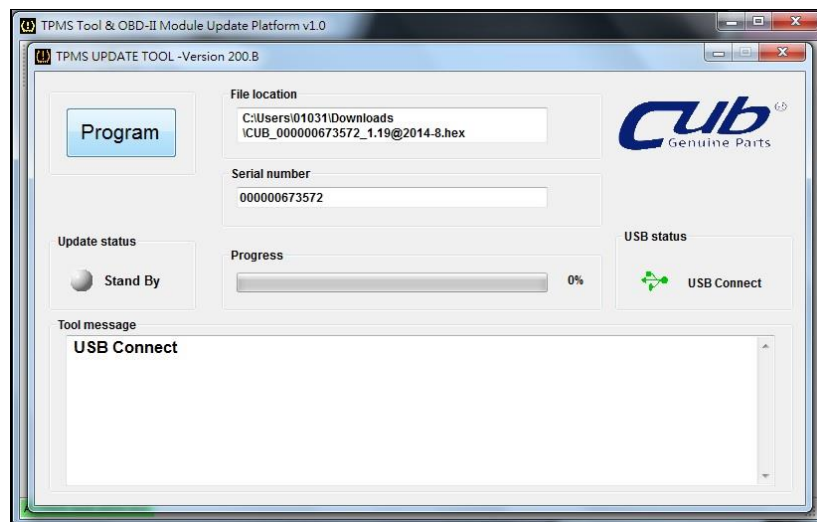 TPMS Tool & OBD-II Module Update Platform v1.0
TPMS UPDATE TOOL -Version 200.B
Program
File location
C:\Users\01031\Downloads
\CUB_000000673572_1.19@2014-8.hex
cub
Genuine Parts
Serial number
000000673572
Update status
Stand By
Progress
0%
USB status
USB Connect
Tool message
USB Connect